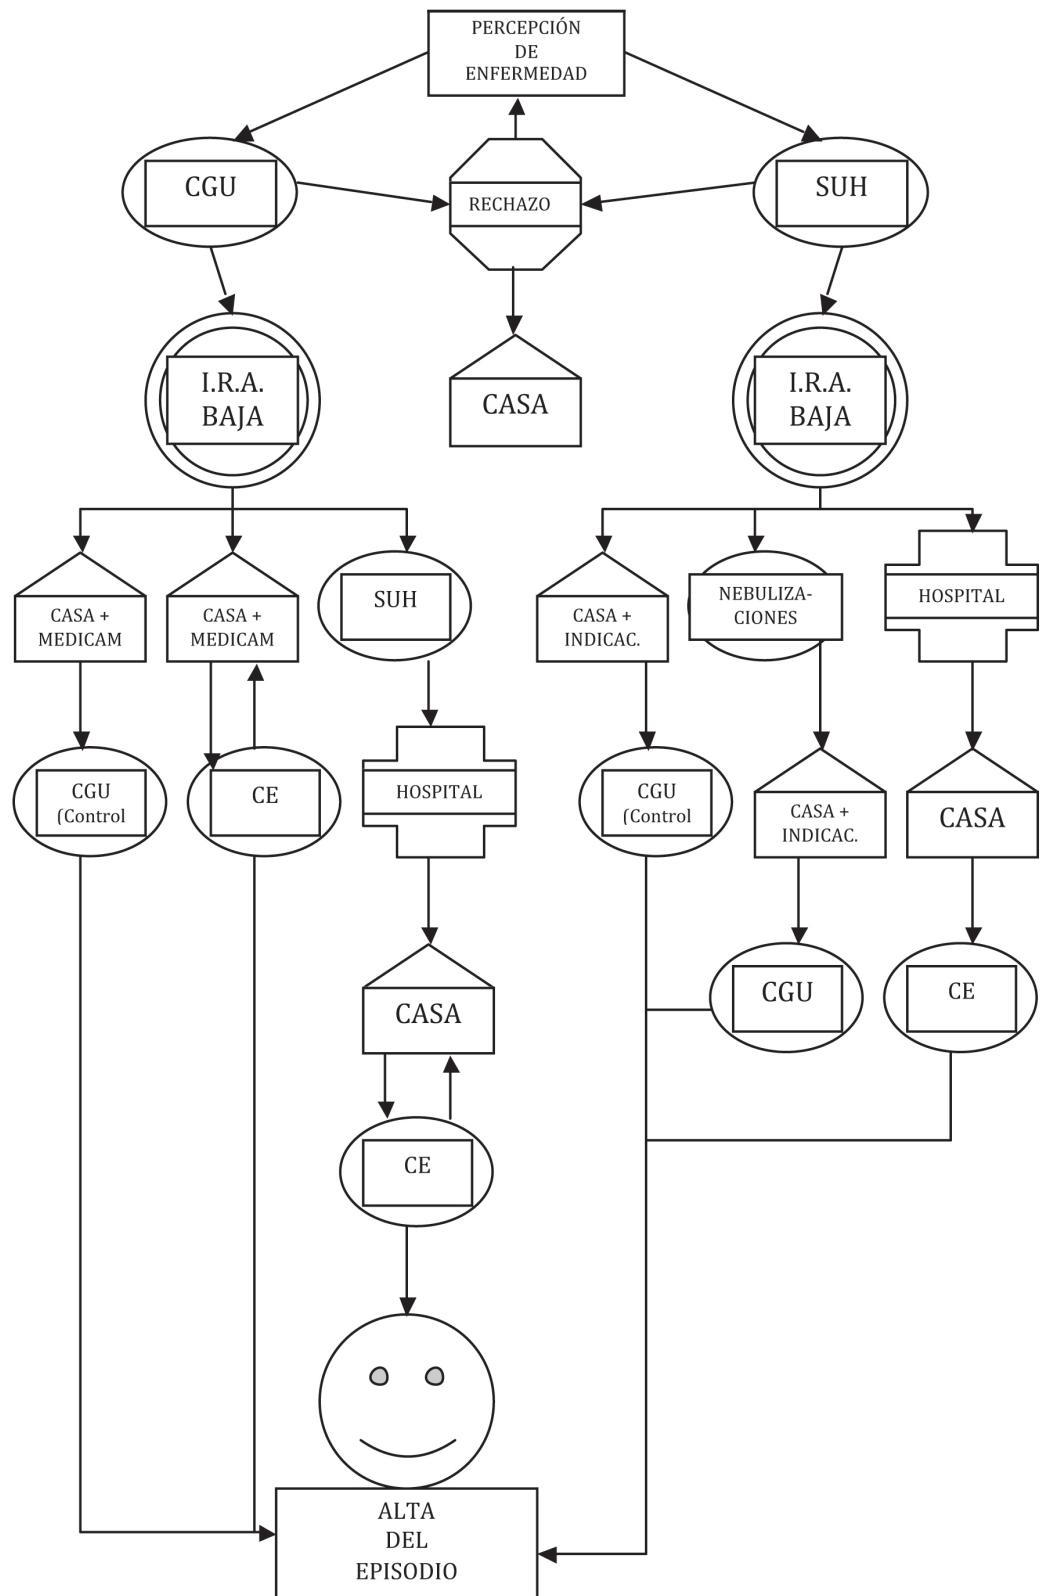 PERCEPCIÓN
DE
ENFERMEDAD
CGU
RECHAZO
SUH
I.R.A.
BAJA
CASA
I.R.A.
BAJA
CASA +
MEDICAM
CASA +
MEDICAM
SUH
CASA +
INDICAC.
NEBULIZA-
CIONES
HOSPITAL
CGU
(Control
CE
HOSPITAL
CGU
(Control
CASA +
INDICAC.
CASA
CASA
CGU
CE
CE
ALTA
DEL
EPISODIO